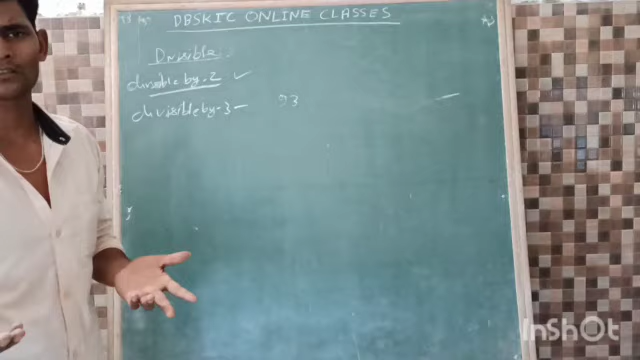 DBSKIC ONLINE CLASSES
Divisible
divisible by-2 ✓
divisible by-3 — 93
InShOt